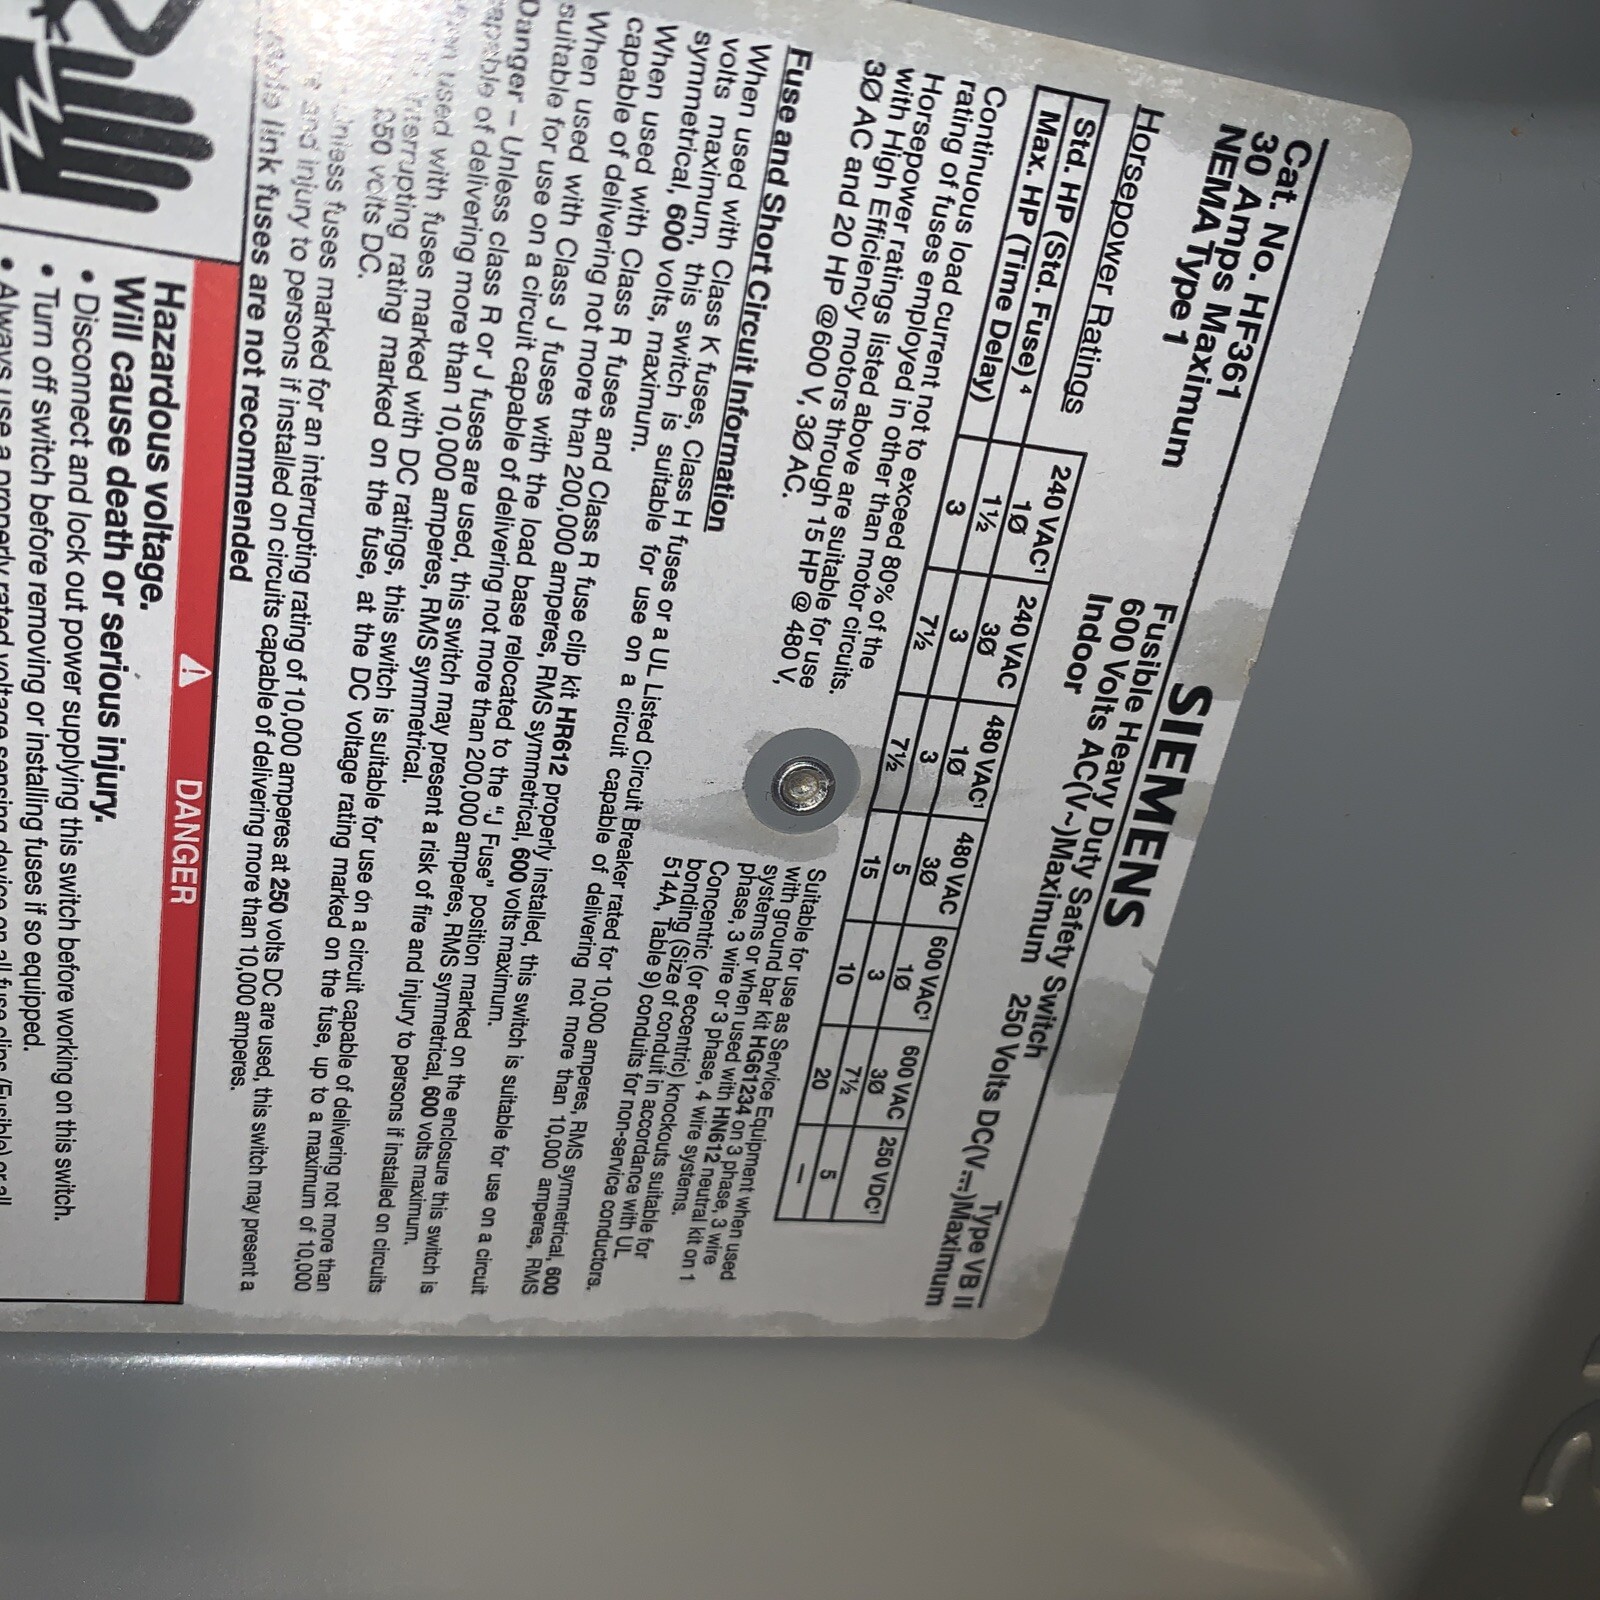 SIEMENS
Cat. No. HF361
30 Amps Maximum
NEMA Type 1
Fusible Heavy Duty Safety Switch
600 Volts AC(V~)Maximum 250 Volts DC(V⎓)Maximum
Indoor
Type VB II
Horsepower Ratings
240 VAC¹ 240 VAC 480 VAC¹ 480 VAC 600 VAC¹ 600 VAC 250 VDC¹
1Ø 3Ø 1Ø 3Ø 1Ø 3Ø
Std. HP (Std. Fuse) ⁴ 1½ 3 3 5 3 7½ 5
Max. HP (Time Delay) 3 7½ 7½ 15 10 20 —
Continuous load current not to exceed 80% of the
rating of fuses employed in other than motor circuits.
Horsepower ratings listed above are suitable for use
with High Efficiency motors through 15 HP @ 480 V,
3Ø AC and 20 HP @600 V, 3Ø AC.
Suitable for use as Service Equipment when used
with ground bar kit HG61234 on 3 phase, 3 wire
systems or when used with HN612 neutral kit on 1
phase, 3 wire or 3 phase, 4 wire systems.
Concentric (or eccentric) knockouts suitable for
bonding (Size of conduit in accordance with UL
514A, Table 9) conduits for non-service conductors.
Fuse and Short Circuit Information
When used with Class K fuses, Class H fuses or a UL Listed Circuit Breaker rated for 10,000 amperes, RMS symmetrical, 600
volts maximum, this switch is suitable for use on a circuit capable of delivering not more than 10,000 amperes, RMS
symmetrical, 600 volts, maximum.
When used with Class R fuses and Class R fuse clip kit HR612 properly installed, this switch is suitable for use on a circuit
capable of delivering not more than 200,000 amperes, RMS symmetrical, 600 volts maximum.
When used with Class J fuses with the load base relocated to the "J Fuse" position marked on the enclosure this switch is
suitable for use on a circuit capable of delivering not more than 200,000 amperes, RMS symmetrical, 600 volts maximum.
Danger – Unless class R or J fuses are used, this switch may present a risk of fire and injury to persons if installed on circuits
capable of delivering more than 10,000 amperes, RMS symmetrical.
used with fuses marked with DC ratings, this switch is suitable for use on a circuit capable of delivering not more than
interrupting rating marked on the fuse, at the DC voltage rating marked on the fuse, up to a maximum of 10,000
250 volts DC.
Unless fuses marked for an interrupting rating of 10,000 amperes at 250 volts DC are used, this switch may present a
and injury to persons if installed on circuits capable of delivering more than 10,000 amperes.
link fuses are not recommended
DANGER
Hazardous voltage.
Will cause death or serious injury.
• Disconnect and lock out power supplying this switch before working on this switch.
• Turn off switch before removing or installing fuses if so equipped.
• Always use a properly rated voltage sensing device on all fuse clips (Fusible) or all